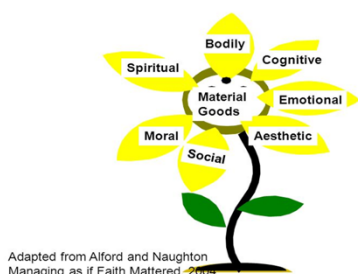 Bodily
Cognitive
Spiritual
Material
Goods
Emotional
Moral
Aesthetic
Social
Adapted from Alford and Naughton
Managing as if Faith Mattered, 2004